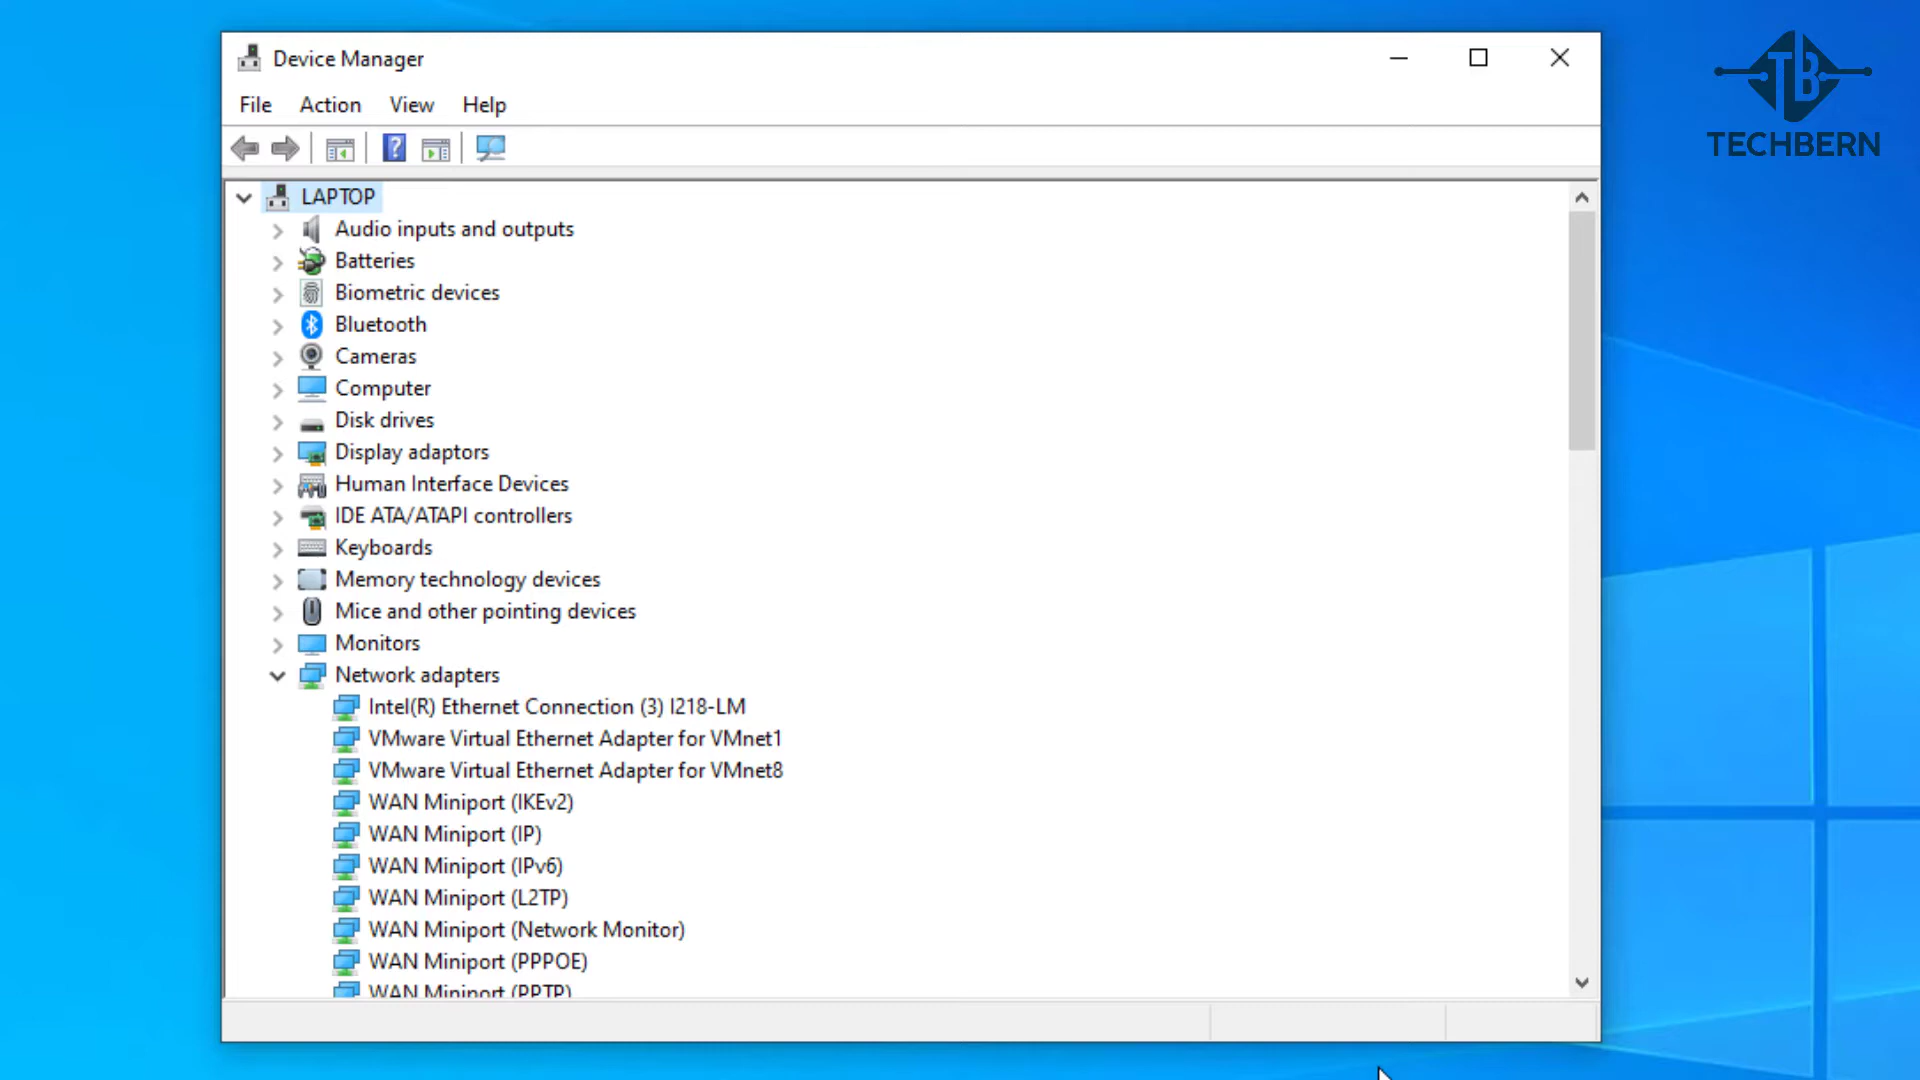 Device Manager
TB
TECHBERN
File Action View Help
?
LAPTOP
Audio inputs and outputs
Batteries
Biometric devices
Bluetooth
Cameras
Computer
Disk drives
Display adaptors
Human Interface Devices
IDE ATA/ATAPI controllers
Keyboards
Memory technology devices
Mice and other pointing devices
Monitors
Network adapters
Intel(R) Ethernet Connection (3) I218-LM
VMware Virtual Ethernet Adapter for VMnet1
VMware Virtual Ethernet Adapter for VMnet8
WAN Miniport (IKEv2)
WAN Miniport (IP)
WAN Miniport (IPv6)
WAN Miniport (L2TP)
WAN Miniport (Network Monitor)
WAN Miniport (PPPOE)
WAN Miniport (PPTP)